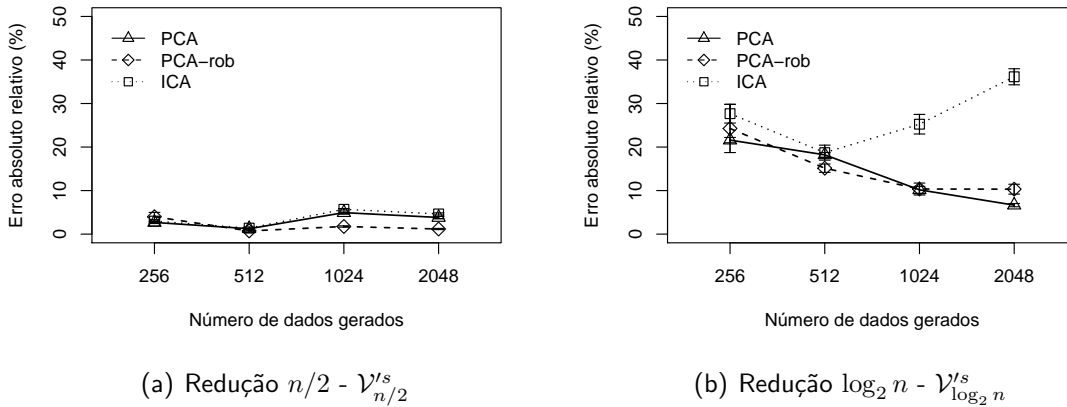 Erro absoluto relativo (%)
50
40
30
20
10
0
PCA
PCA−rob
ICA
256 512 1024 2048
Número de dados gerados
(a) Redução n/2 - 𝒱′ˢₙ/₂
Erro absoluto relativo (%)
50
40
30
20
10
0
PCA
PCA−rob
ICA
256 512 1024 2048
Número de dados gerados
(b) Redução log₂ n - 𝒱′ˢlog₂ n